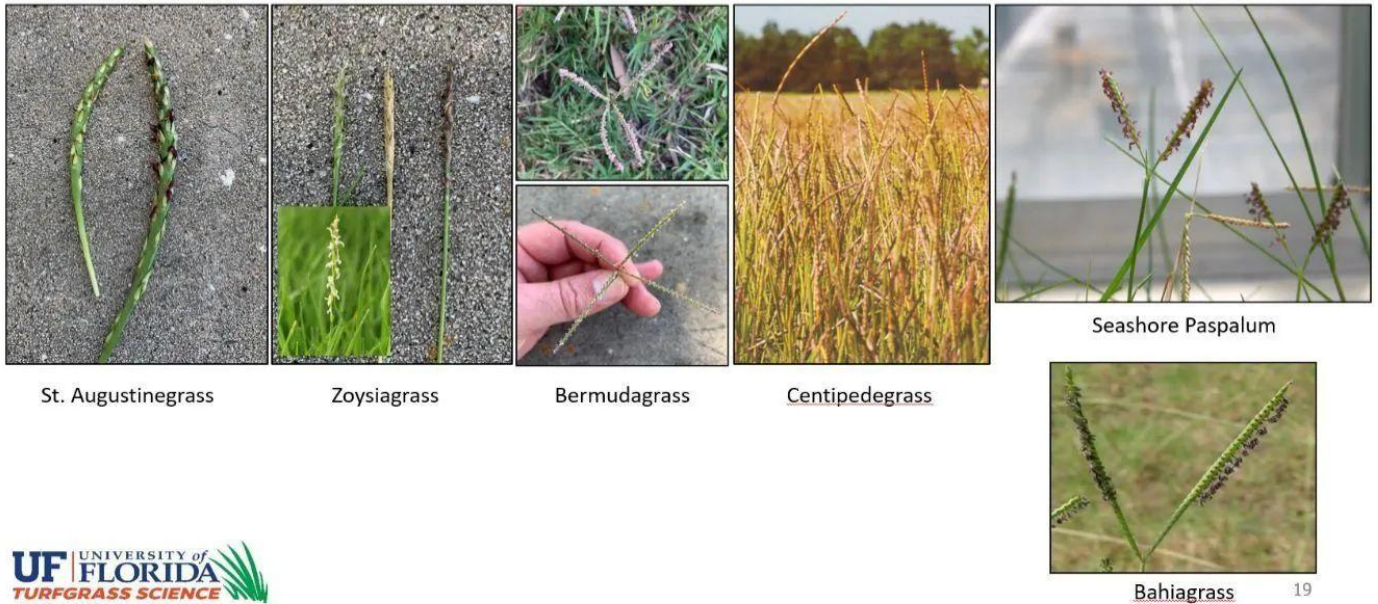 Seashore Paspalum
St. Augustinegrass
Zoysiagrass
Bermudagrass
Centipedegrass
UF UNIVERSITY of
FLORIDA
TURFGRASS SCIENCE
Bahiagrass
19